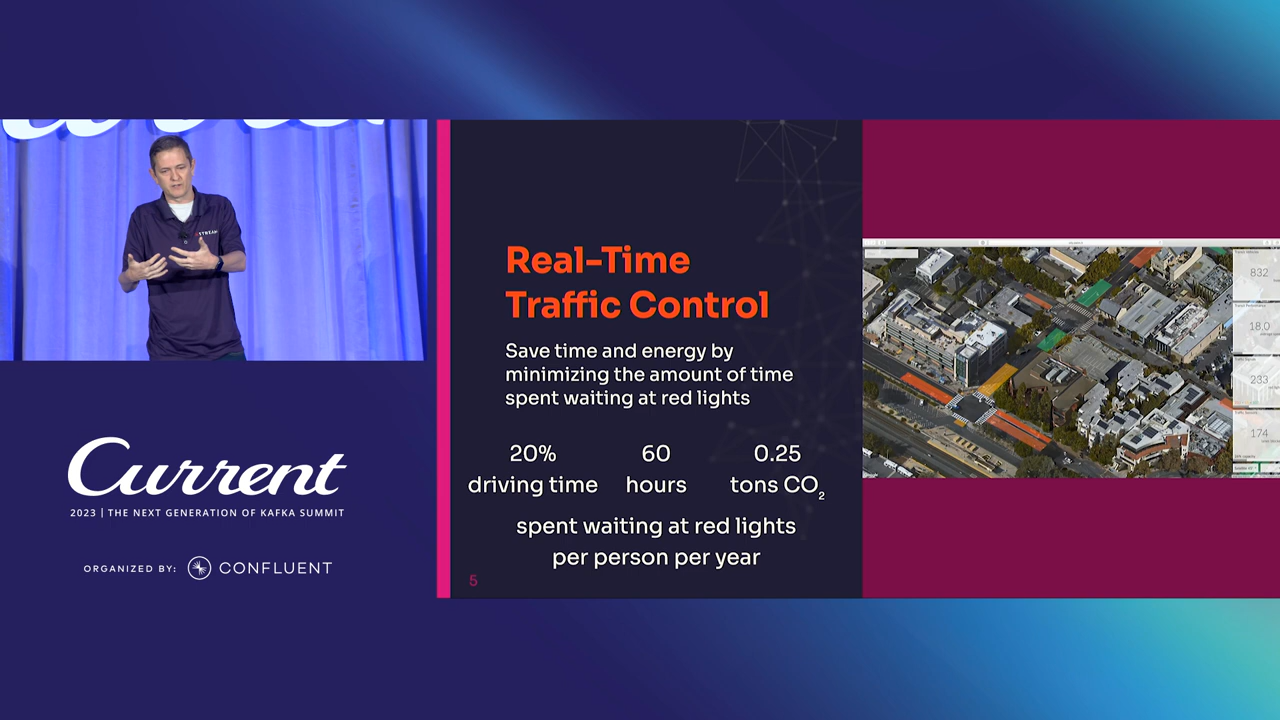 STREAM
Current
2023 | THE NEXT GENERATION OF KAFKA SUMMIT
ORGANIZED BY: CONFLUENT
Real-Time
Traffic Control
Save time and energy by
minimizing the amount of time
spent waiting at red lights
20% 60 0.25
driving time hours tons CO2
spent waiting at red lights
per person per year
5
832
18,0
233
174